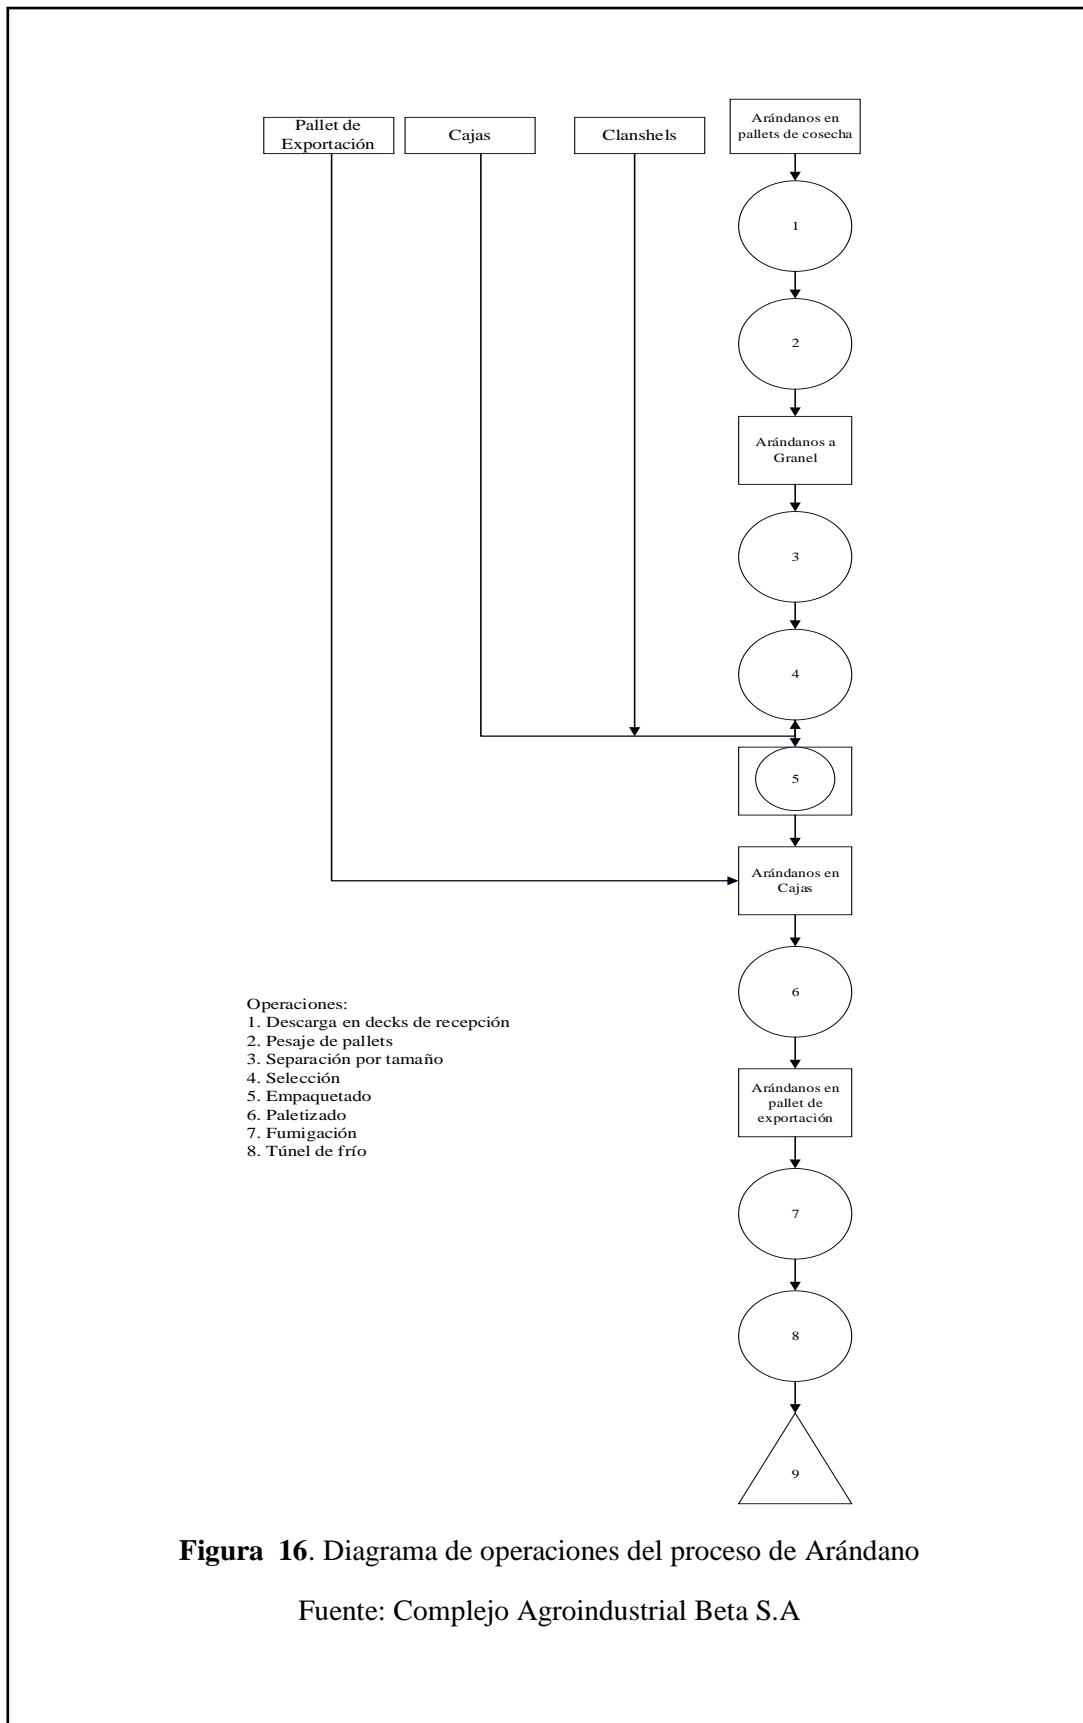 Pallet de
Exportación
Cajas
Clanshels
Arándanos en
pallets de cosecha
1
2
Arándanos a
Granel
3
4
5
Arándanos en
Cajas
6
Operaciones:
1. Descarga en decks de recepción
2. Pesaje de pallets
3. Separación por tamaño
4. Selección
5. Empaquetado
6. Paletizado
7. Fumigación
8. Túnel de frío
Arándanos en
pallet de
exportación
7
8
9
Figura 16. Diagrama de operaciones del proceso de Arándano
Fuente: Complejo Agroindustrial Beta S.A